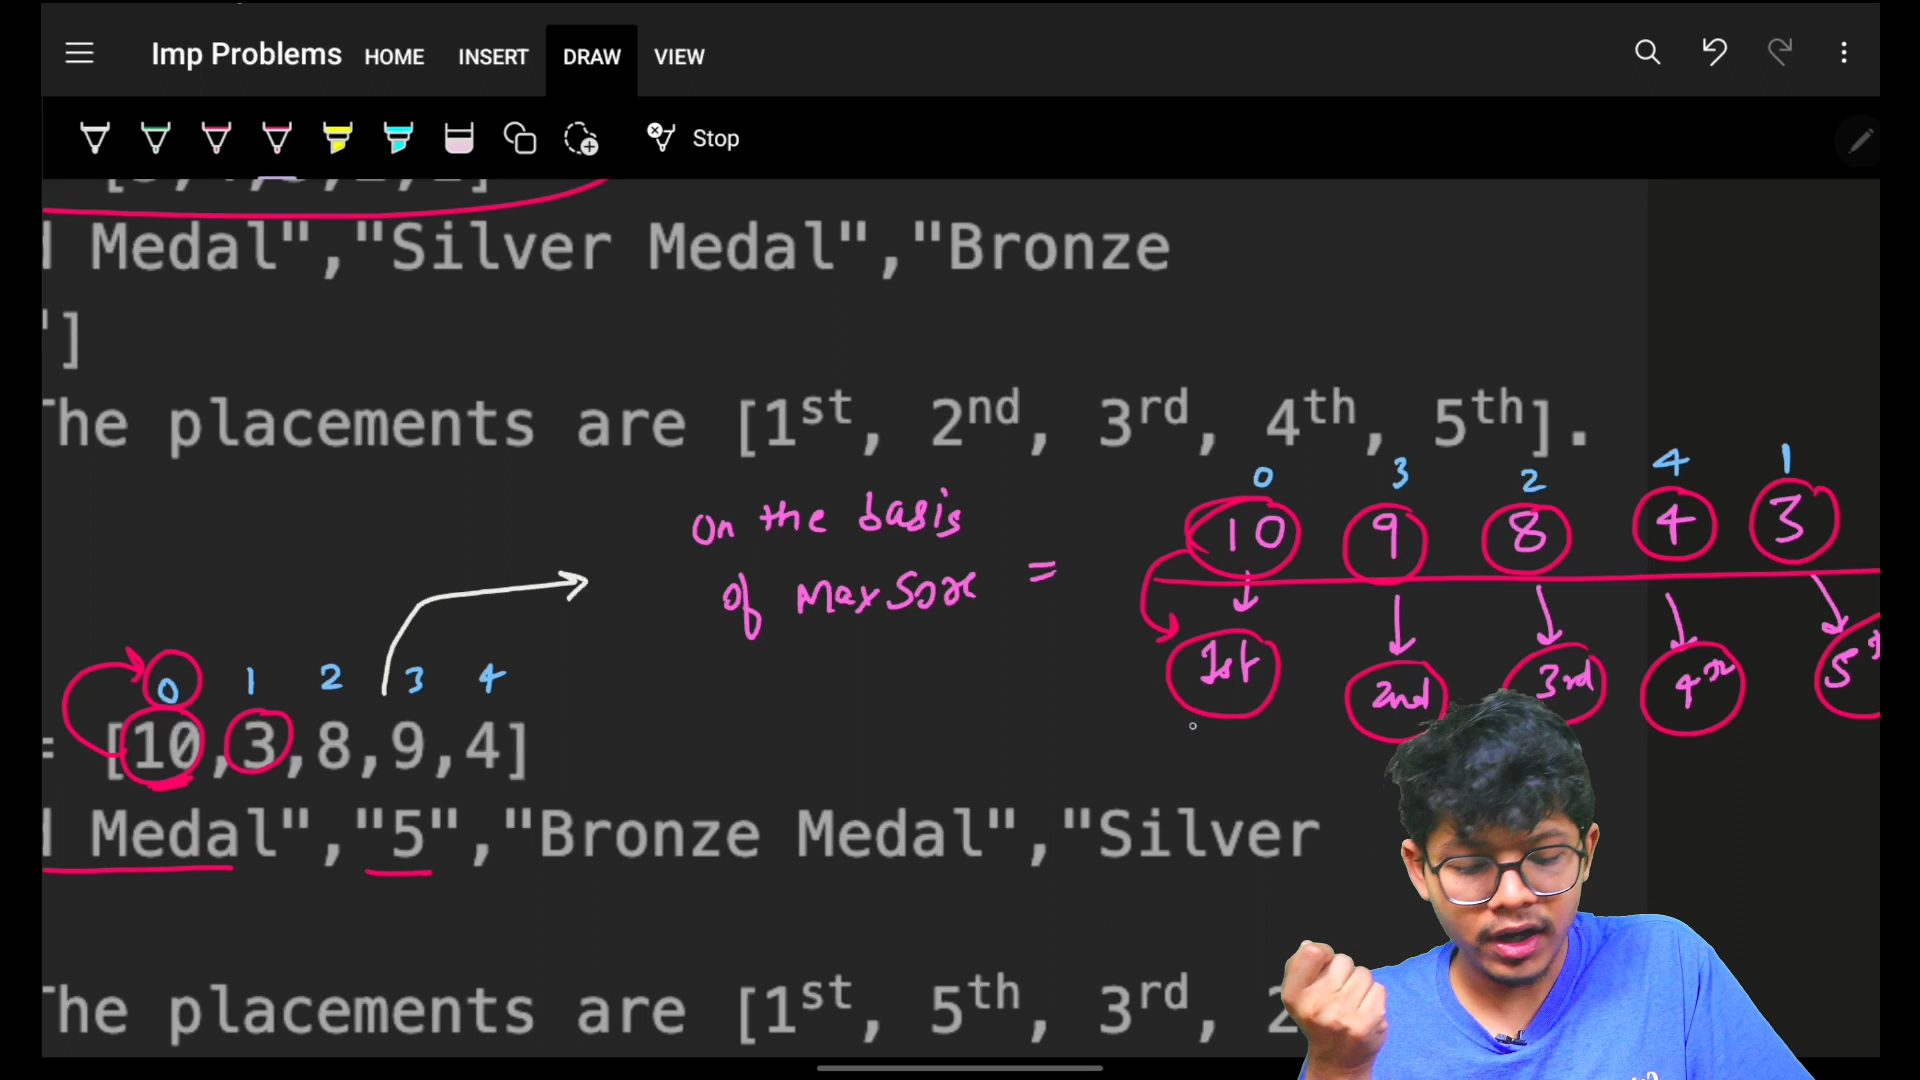 Imp Problems HOME INSERT DRAW VIEW
Stop
Medal","Silver Medal","Bronze
"]
The placements are [1st, 2nd, 3rd, 4th, 5th].
0 3 2 4 1
on the basis
10 9 8 4 3
of Max Score =
1st 2nd 3rd 4th
0 1 2 3 4
= [10,3,8,9,4]
Medal","5","Bronze Medal","Silver
The placements are [1st, 5th, 3rd, 2